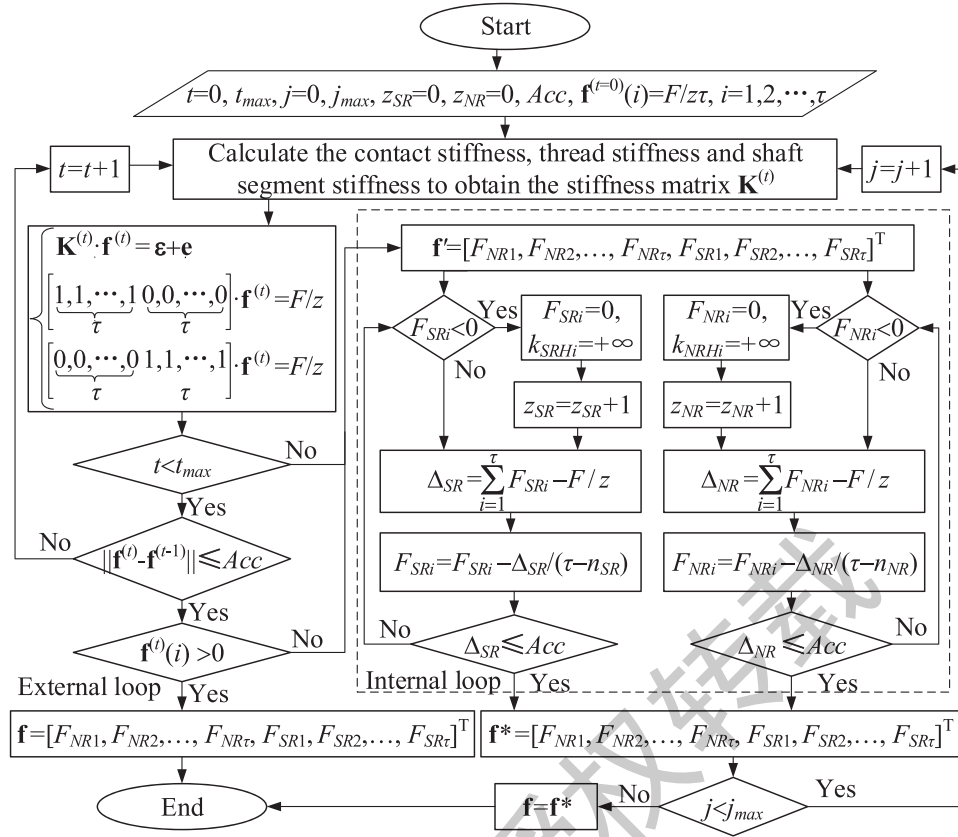 Start
t=0, t_max, j=0, j_max, z_SR=0, z_NR=0, Acc, f^(t=0)(i)=F/zτ, i=1,2,⋯,τ
t=t+1
Calculate the contact stiffness, thread stiffness and shaft
segment stiffness to obtain the stiffness matrix K^(t)
j=j+1
K^(t)·f^(t)=ε+e
[1,1,⋯,1 0,0,⋯,0]·f^(t)=F/z
τ τ
[0,0,⋯,0 1,1,⋯,1]·f^(t)=F/z
τ τ
t<t_max
No
Yes
||f^(t)-f^(t-1)||≤Acc
No
Yes
f^(t)(i)>0
No
Yes
External loop
f=[F_NR1, F_NR2,…, F_NRτ, F_SR1, F_SR2,…, F_SRτ]^T
End
f'=[F_NR1, F_NR2,…, F_NRτ, F_SR1, F_SR2,…, F_SRτ]^T
F_SRi<0
Yes
No
F_SRi=0,
k_SRHi=+∞
z_SR=z_SR+1
Δ_SR=∑_{i=1}^{τ}F_SRi−F/z
F_SRi=F_SRi−Δ_SR/(τ−n_SR)
Δ_SR≤Acc
No
Yes
F_NRi<0
Yes
No
F_NRi=0,
k_NRHi=+∞
z_NR=z_NR+1
Δ_NR=∑_{i=1}^{τ}F_NRi−F/z
F_NRi=F_NRi−Δ_NR/(τ−n_NR)
Δ_NR≤Acc
No
Yes
Internal loop
f*=[F_NR1, F_NR2,…, F_NRτ, F_SR1, F_SR2,…, F_SRτ]^T
j<j_max
No
Yes
f=f*
权转载